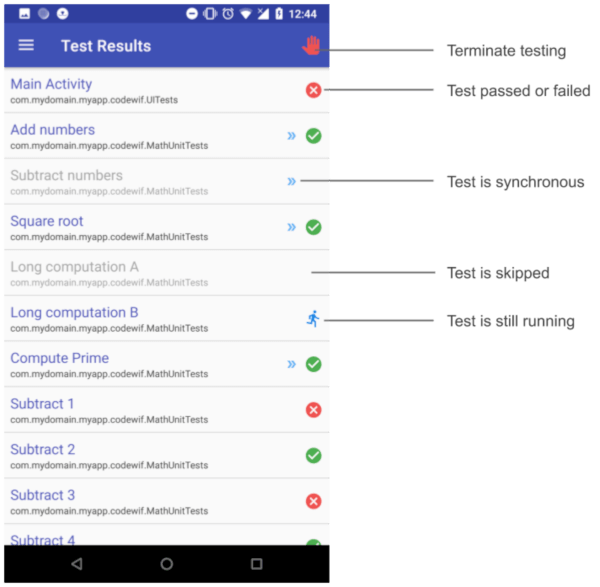 12:44
Test Results
Terminate testing
Main Activity
com.mydomain.myapp.codewif.UITests
Test passed or failed
Add numbers
com.mydomain.myapp.codewif.MathUnitTests
Subtract numbers
com.mydomain.myapp.codewif.MathUnitTests
Test is synchronous
Square root
com.mydomain.myapp.codewif.MathUnitTests
Long computation A
com.mydomain.myapp.codewif.MathUnitTests
Test is skipped
Long computation B
com.mydomain.myapp.codewif.MathUnitTests
Test is still running
Compute Prime
com.mydomain.myapp.codewif.MathUnitTests
Subtract 1
com.mydomain.myapp.codewif.MathUnitTests
Subtract 2
com.mydomain.myapp.codewif.MathUnitTests
Subtract 3
com.mydomain.myapp.codewif.MathUnitTests
Subtract 4